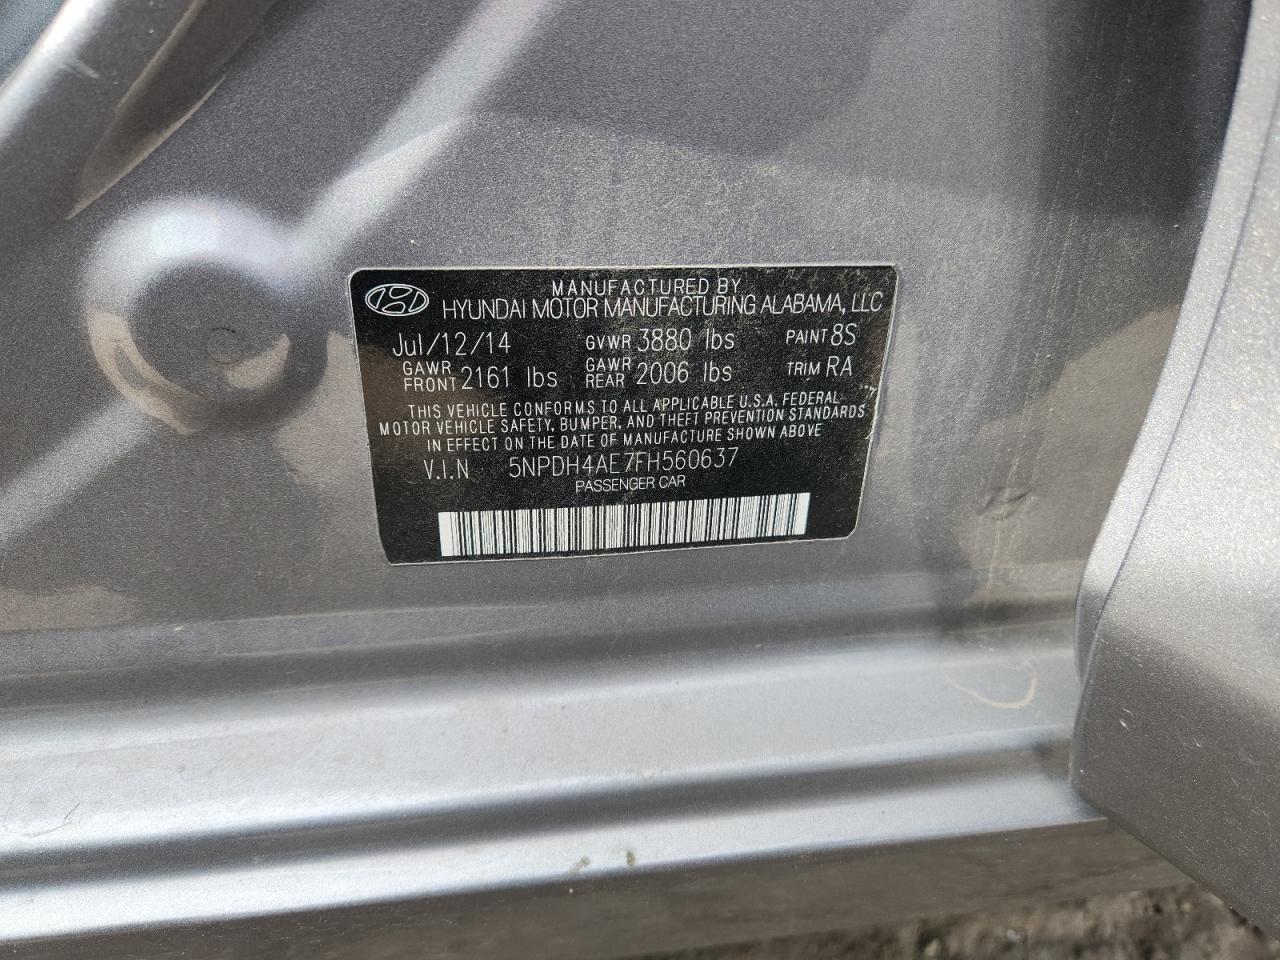 MANUFACTURED BY
HYUNDAI MOTOR MANUFACTURING ALABAMA, LLC
Jul/12/14 GVWR 3880 lbs PAINT 8S
GAWR FRONT 2161 lbs GAWR REAR 2006 lbs TRIM RA
THIS VEHICLE CONFORMS TO ALL APPLICABLE U.S.A. FEDERAL
MOTOR VEHICLE SAFETY, BUMPER, AND THEFT PREVENTION STANDARDS
IN EFFECT ON THE DATE OF MANUFACTURE SHOWN ABOVE
V.I.N 5NPDH4AE7FH560637
PASSENGER CAR